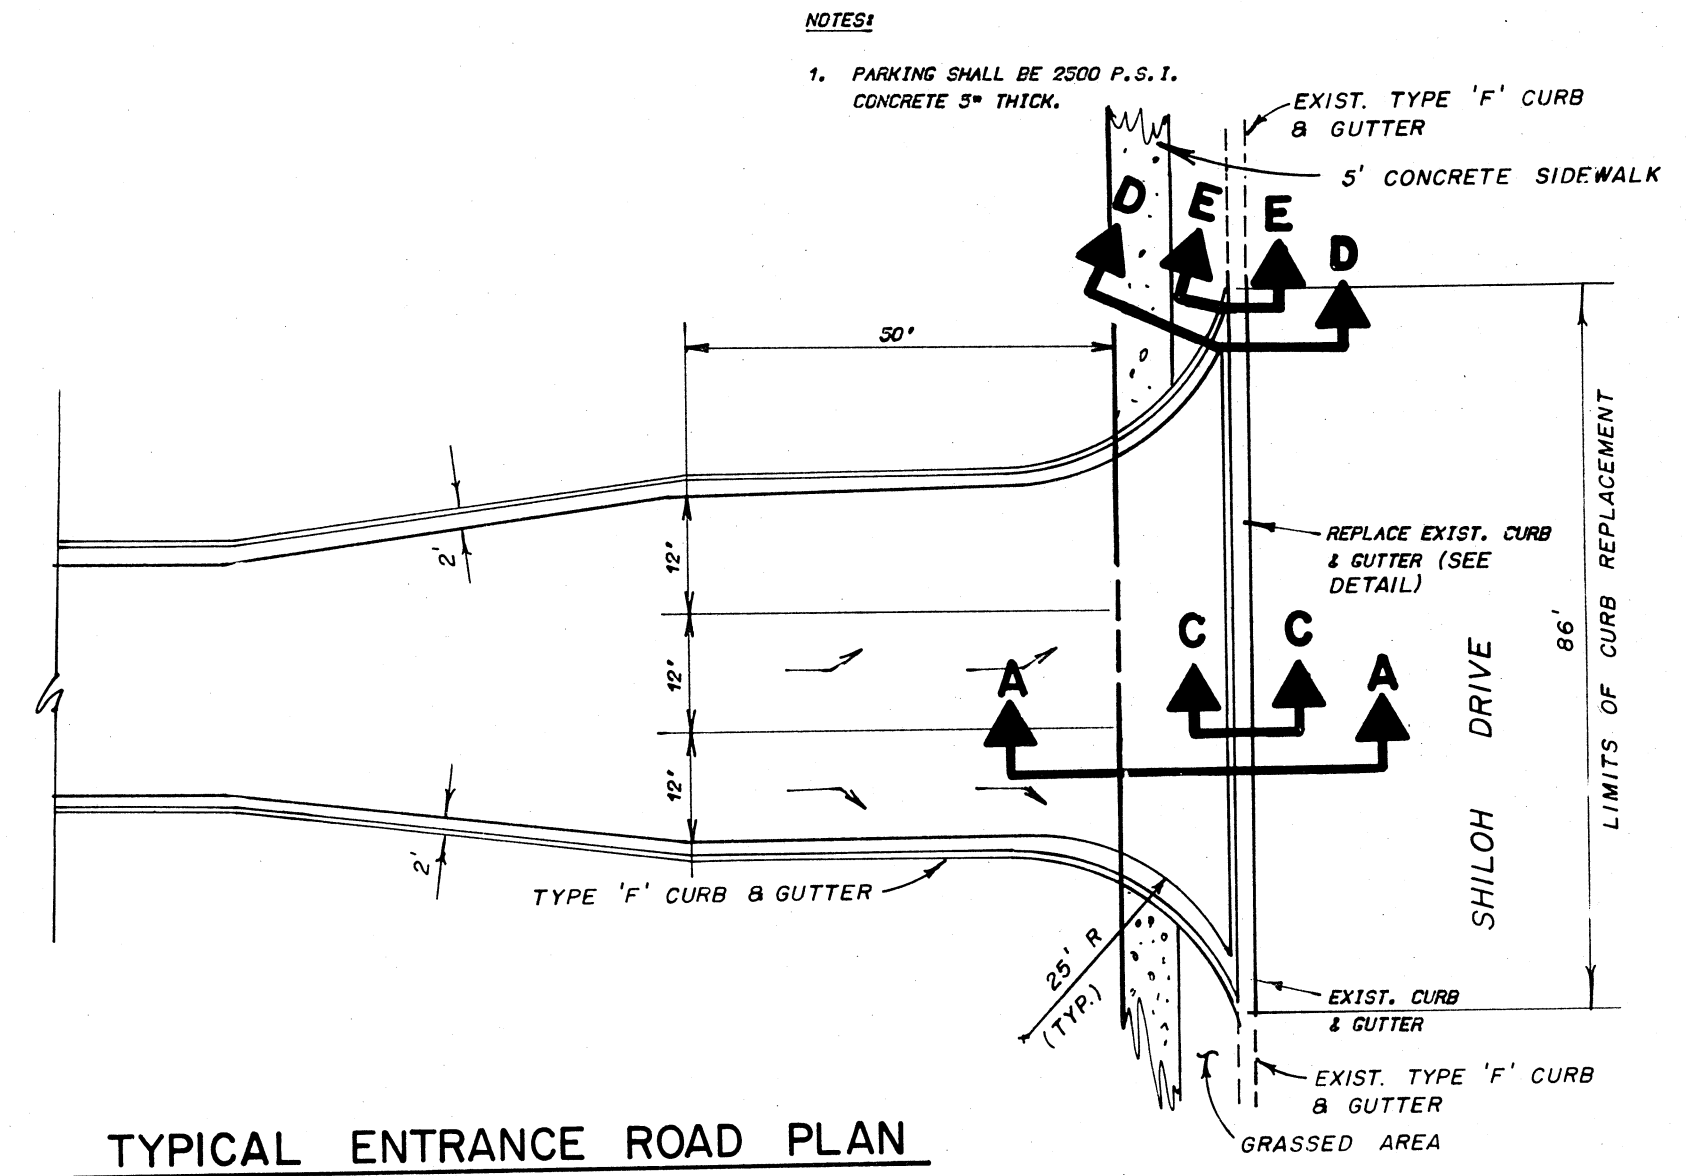 NOTES:
1. PARKING SHALL BE 2500 P.S.I.
CONCRETE 5" THICK.
EXIST. TYPE 'F' CURB
& GUTTER
5' CONCRETE SIDEWALK
D
E
E
D
50'
12'
12'
12'
2'
2'
REPLACE EXIST. CURB
& GUTTER (SEE
DETAIL)
LIMITS OF CURB REPLACEMENT
86'
C
C
A
A
SHILOH DRIVE
TYPE 'F' CURB & GUTTER
25' R
(TYP.)
EXIST. CURB
& GUTTER
EXIST. TYPE 'F' CURB
& GUTTER
GRASSED AREA
TYPICAL ENTRANCE ROAD PLAN